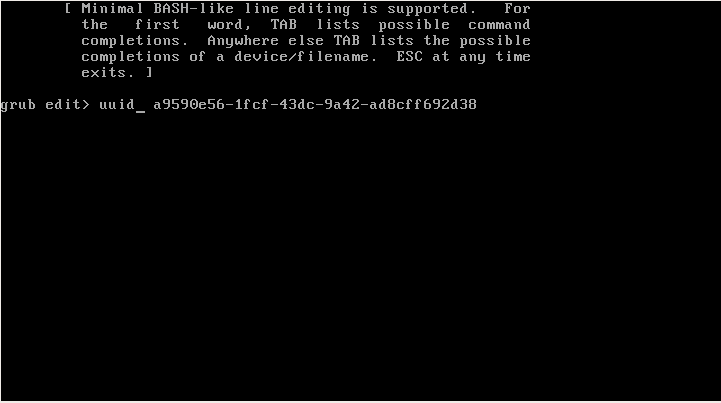 [ Minimal BASH-like line editing is supported.   For
the   first   word,  TAB  lists  possible  command
completions.  Anywhere else TAB lists the possible
completions of a device/filename.  ESC at any time
exits. ]
grub edit> uuid_ a9590e56-1fcf-43dc-9a42-ad8cff692d38